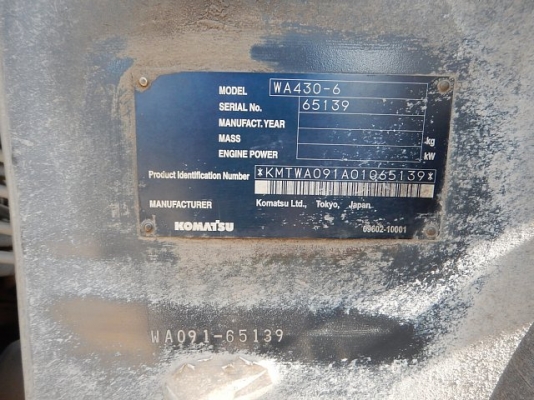 MODEL WA430-6
SERIAL No. 65139
MANUFACT. YEAR
MASS kg
ENGINE POWER kW
Product Identification Number *KMTWA091A01065139*
MANUFACTURER Komatsu Ltd., Tokyo, Japan.
KOMATSU 09602-10001
WA091-65139